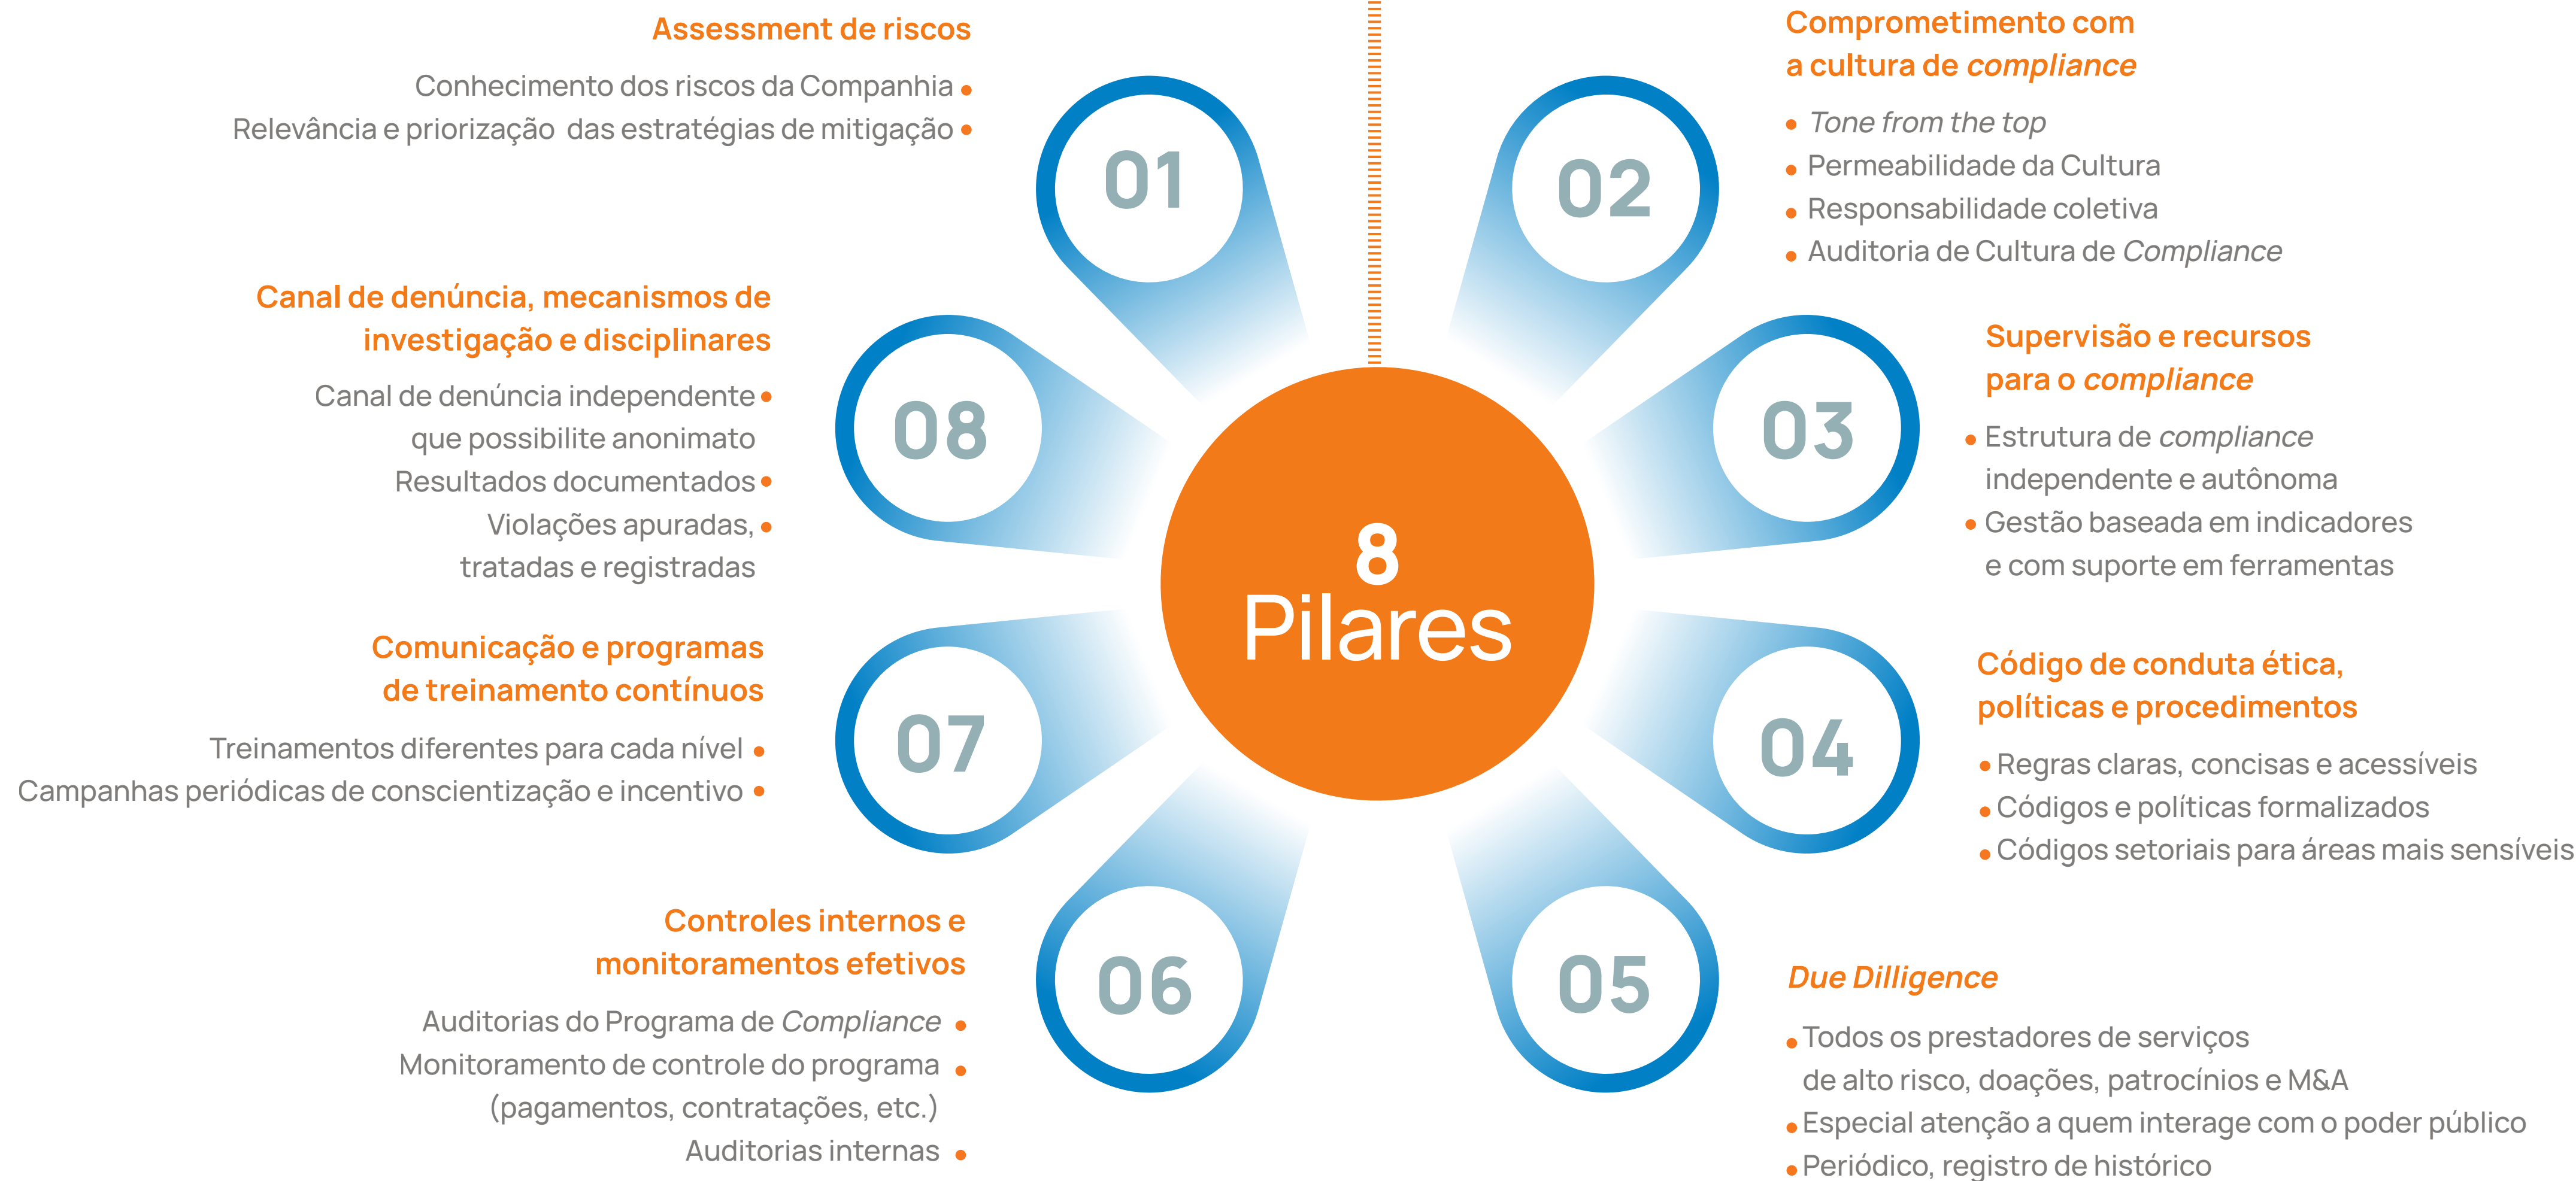 8
Pilares
01
Assessment de riscos
Conhecimento dos riscos da Companhia
Relevância e priorização das estratégias de mitigação
02
Comprometimento com
a cultura de compliance
Tone from the top
Permeabilidade da Cultura
Responsabilidade coletiva
Auditoria de Cultura de Compliance
03
Supervisão e recursos
para o compliance
Estrutura de compliance
independente e autônoma
Gestão baseada em indicadores
e com suporte em ferramentas
04
Código de conduta ética,
políticas e procedimentos
Regras claras, concisas e acessíveis
Códigos e políticas formalizados
Códigos setoriais para áreas mais sensíveis
05
Due Dilligence
Todos os prestadores de serviços
de alto risco, doações, patrocínios e M&A
Especial atenção a quem interage com o poder público
Periódico, registro de histórico
06
Controles internos e
monitoramentos efetivos
Auditorias do Programa de Compliance
Monitoramento de controle do programa
(pagamentos, contratações, etc.)
Auditorias internas
07
Comunicação e programas
de treinamento contínuos
Treinamentos diferentes para cada nível
Campanhas periódicas de conscientização e incentivo
08
Canal de denúncia, mecanismos de
investigação e disciplinares
Canal de denúncia independente
que possibilite anonimato
Resultados documentados
Violações apuradas,
tratadas e registradas